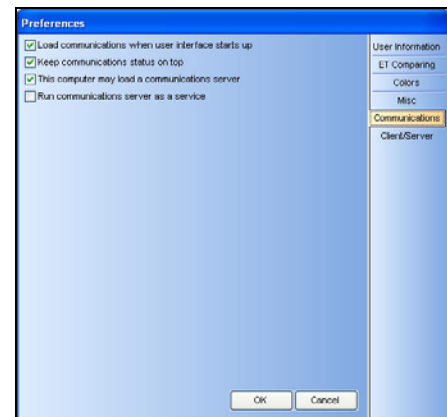 Preferences
Load communications when user interface starts up
Keep communications status on top
This computer may load a communications server
Run communications server as a service
User Information
ET Comparing
Colors
Misc
Communications
Client/Server
OK
Cancel